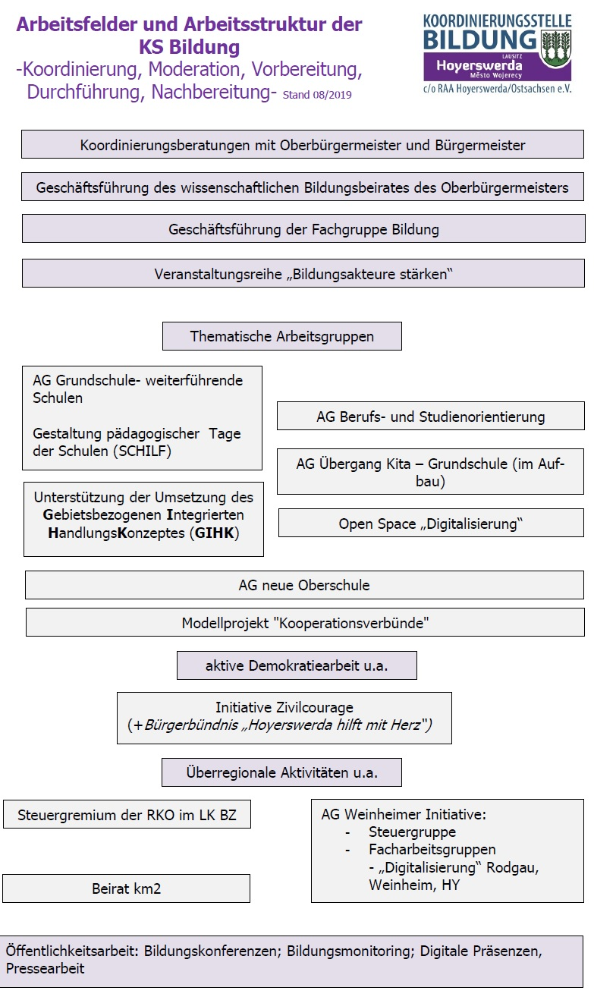 Arbeitsfelder und Arbeitsstruktur der
KS Bildung
-Koordinierung, Moderation, Vorbereitung,
Durchführung, Nachbereitung- Stand 08/2019
KOORDINIERUNGSSTELLE
BILDUNG
LAUSITZ
Hoyerswerda
Město Wojerecy
c/o RAA Hoyerswerda/Ostsachsen e.V.
Koordinierungsberatungen mit Oberbürgermeister und Bürgermeister
Geschäftsführung des wissenschaftlichen Bildungsbeirates des Oberbürgermeisters
Geschäftsführung der Fachgruppe Bildung
Veranstaltungsreihe „Bildungsakteure stärken“
Thematische Arbeitsgruppen
AG Grundschule- weiterführende
Schulen
Gestaltung pädagogischer Tage
der Schulen (SCHILF)
AG Berufs- und Studienorientierung
AG Übergang Kita – Grundschule (im Auf-
bau)
Unterstützung der Umsetzung des
Gebietsbezogenen Integrierten
HandlungsKonzeptes (GIHK)
Open Space „Digitalisierung“
AG neue Oberschule
Modellprojekt "Kooperationsverbünde"
aktive Demokratiearbeit u.a.
Initiative Zivilcourage
(+Bürgerbündnis „Hoyerswerda hilft mit Herz“)
Überregionale Aktivitäten u.a.
Steuergremium der RKO im LK BZ
Beirat km2
AG Weinheimer Initiative:
- Steuergruppe
- Facharbeitsgruppen
- „Digitalisierung“ Rodgau,
Weinheim, HY
Öffentlichkeitsarbeit: Bildungskonferenzen; Bildungsmonitoring; Digitale Präsenzen,
Pressearbeit